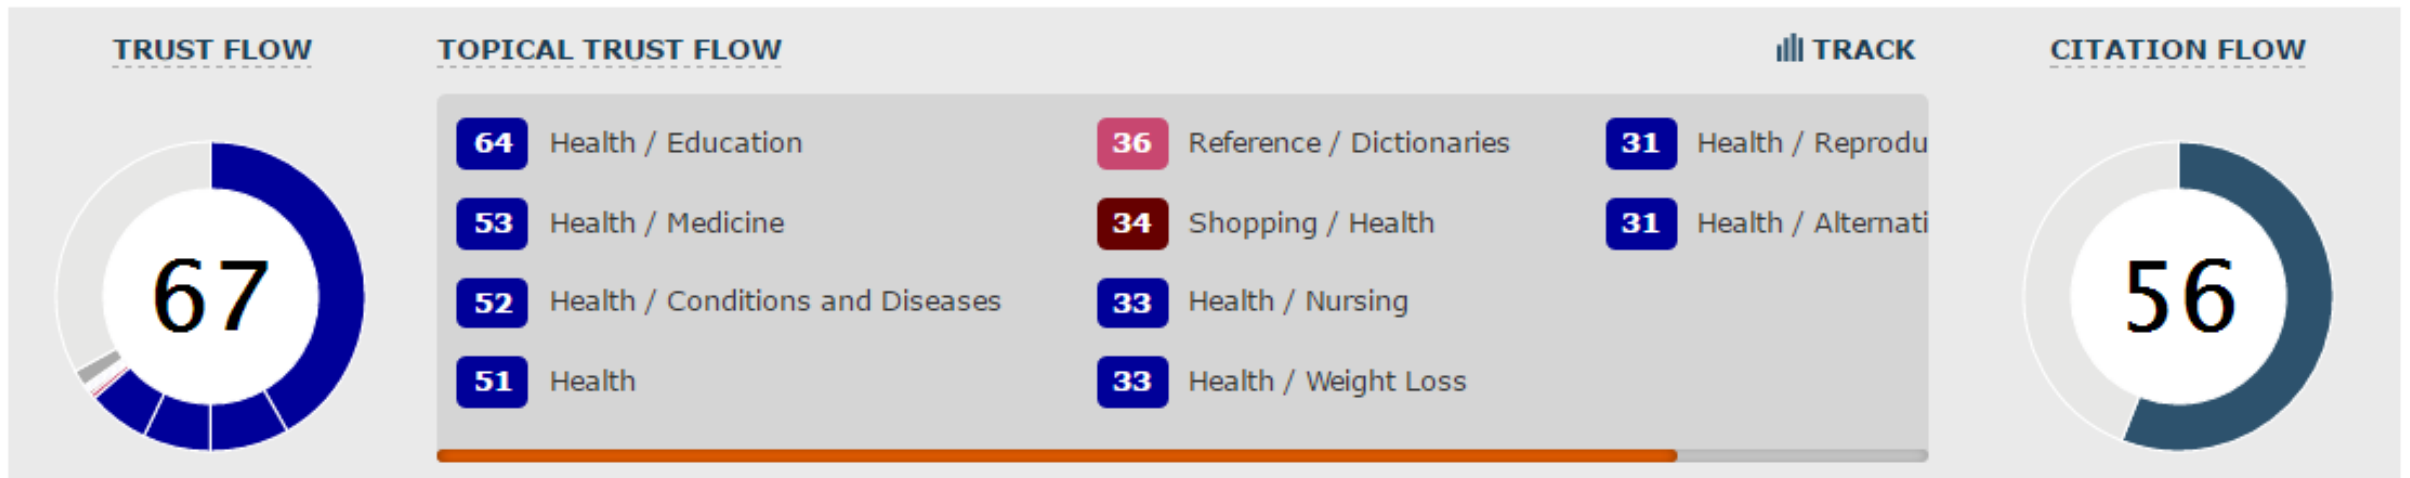 TRUST FLOW
67
TOPICAL TRUST FLOW
TRACK
64 Health / Education
53 Health / Medicine
52 Health / Conditions and Diseases
51 Health
36 Reference / Dictionaries
34 Shopping / Health
33 Health / Nursing
33 Health / Weight Loss
31 Health / Reprodu
31 Health / Alternati
CITATION FLOW
56